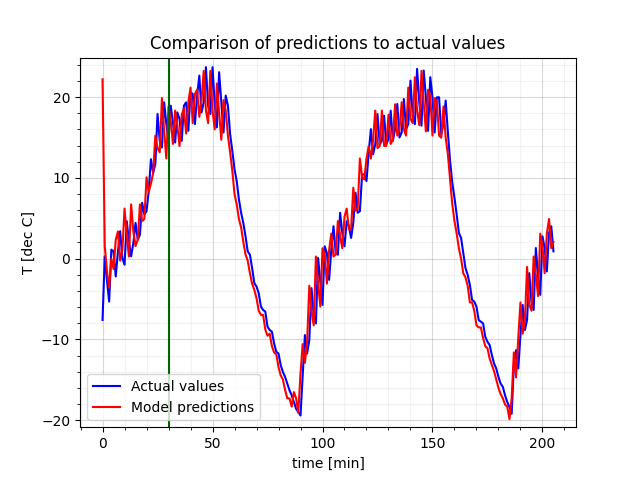 Comparison of predictions to actual values
T [dec C]
20
10
0
−10
−20
Actual values
Model predictions
0
50
100
150
200
time [min]